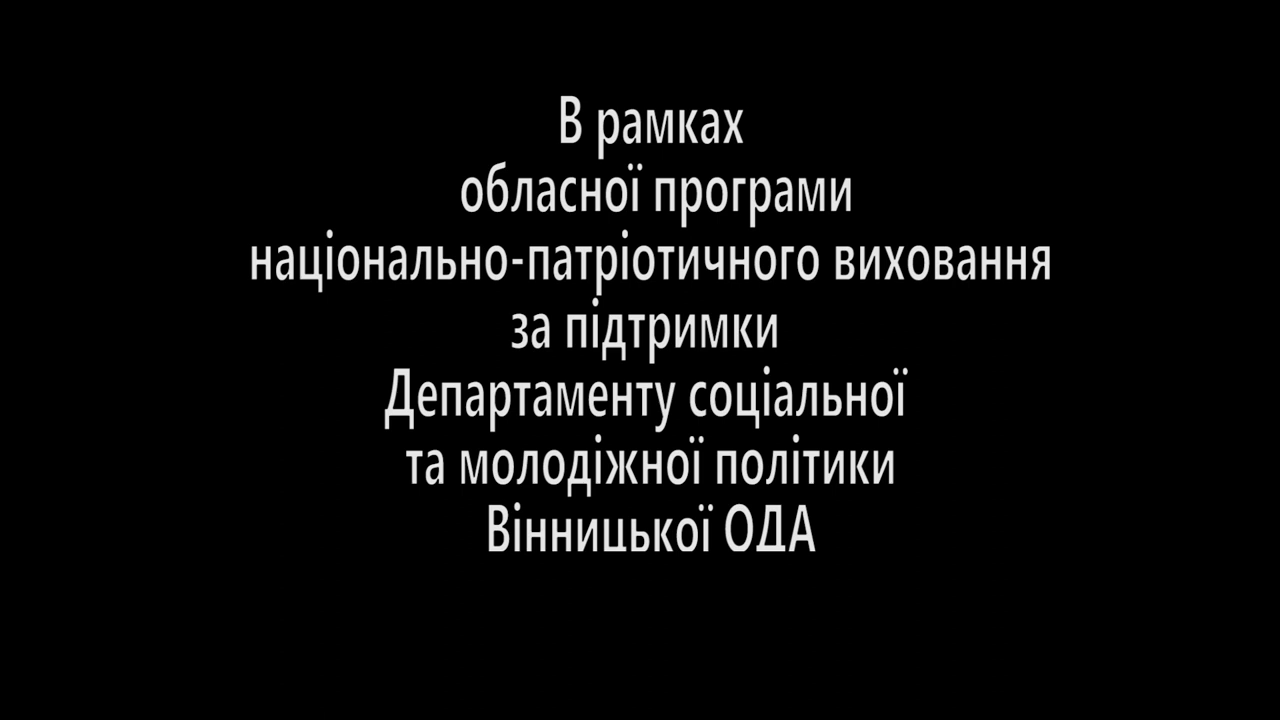 В рамках
обласної програми
національно-патріотичного виховання
за підтримки
Департаменту соціальної
та молодіжної політики
Вінницької ОДА